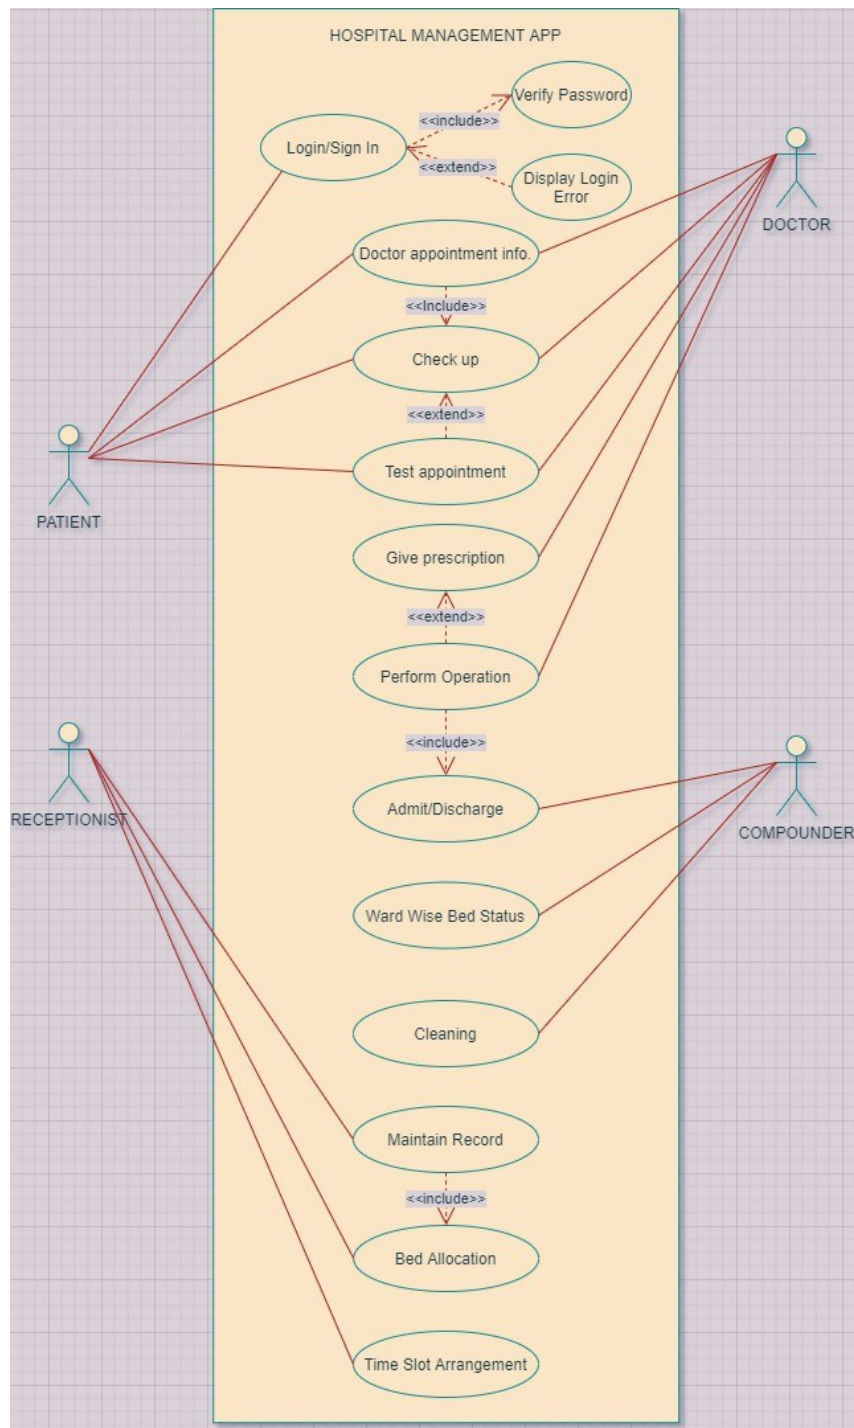 HOSPITAL MANAGEMENT APP
Verify Password
<<include>>
Login/Sign In
<<extend>>
Display Login
Error
DOCTOR
Doctor appointment info.
<<Include>>
Check up
<<extend>>
Test appointment
PATIENT
Give prescription
<<extend>>
Perform Operation
<<include>>
Admit/Discharge
RECEPTIONIST
COMPOUNDER
Ward Wise Bed Status
Cleaning
Maintain Record
<<include>>
Bed Allocation
Time Slot Arrangement